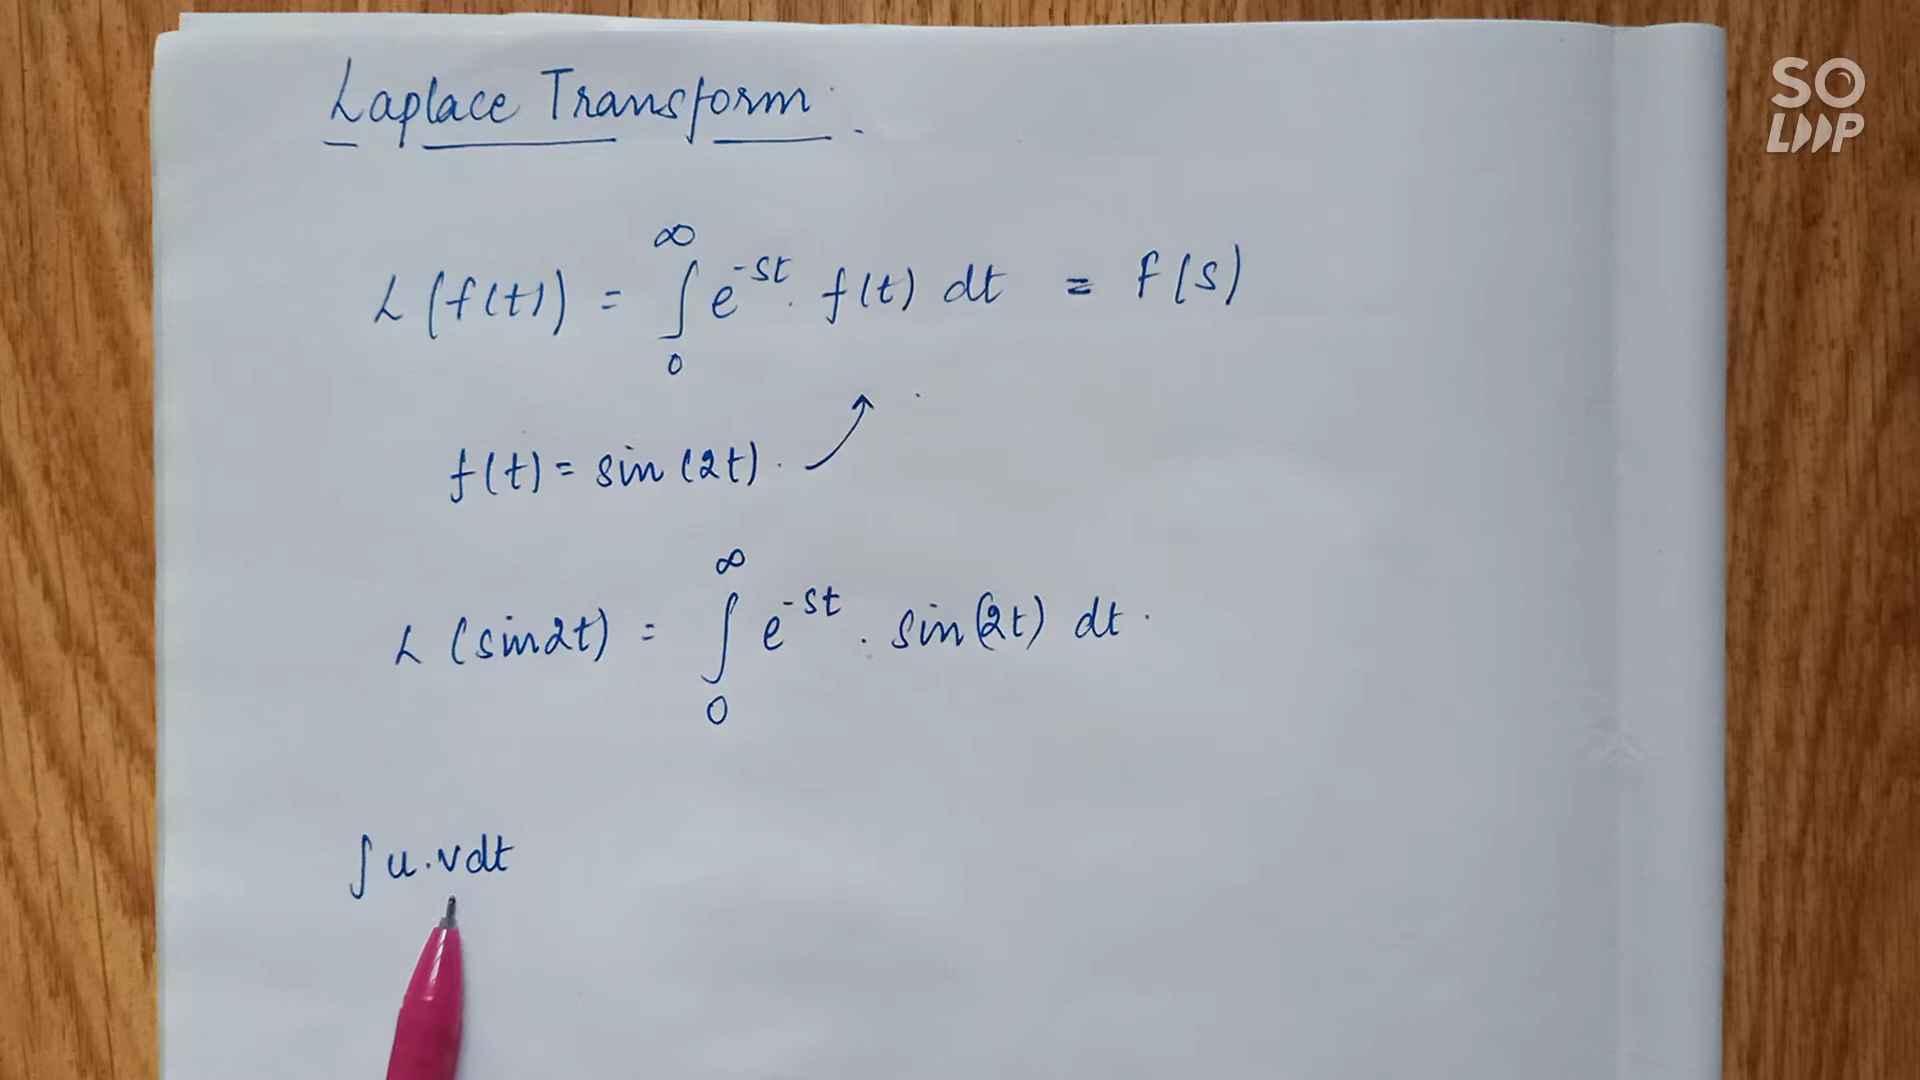 Laplace Transform.
L(f(t)) = ∫₀^∞ e^{-st} . f(t) dt = F(s)
f(t) = sin(2t).
L(sin2t) = ∫₀^∞ e^{-st} . sin(2t) dt.
∫u.vdt
SO
LOOP